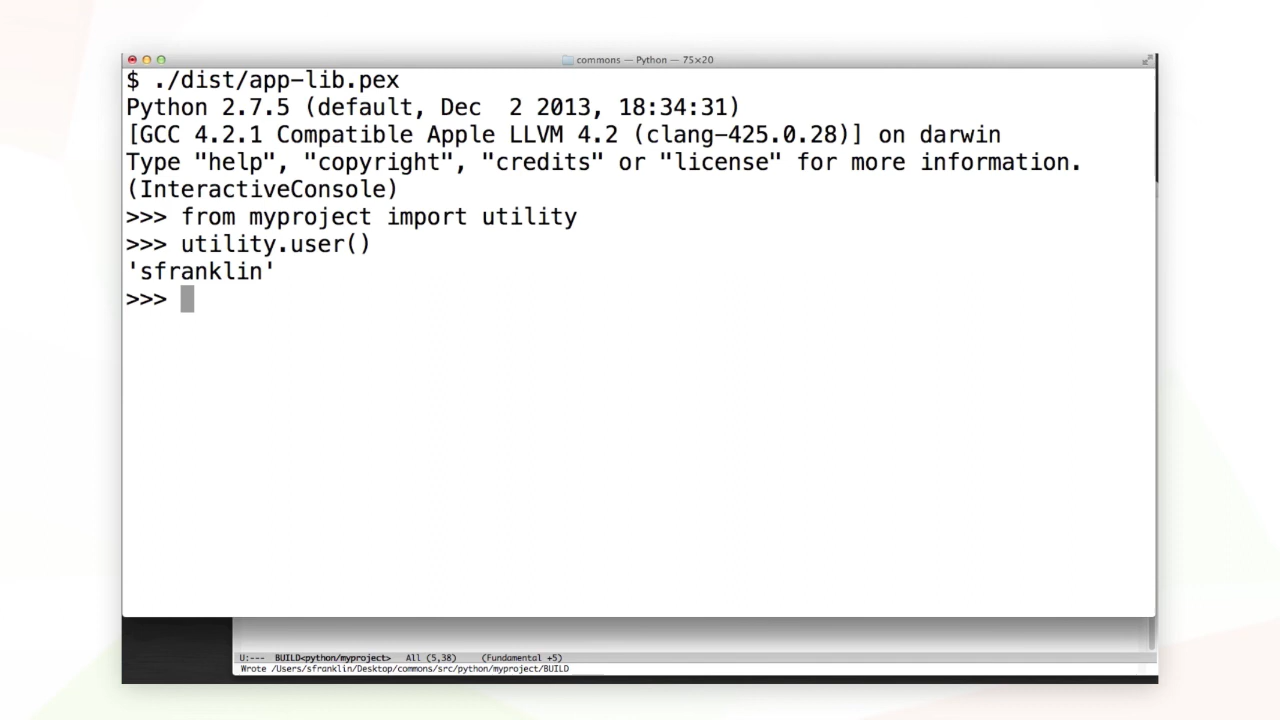 commons — Python — 75×20
$ ./dist/app-lib.pex
Python 2.7.5 (default, Dec  2 2013, 18:34:31)
[GCC 4.2.1 Compatible Apple LLVM 4.2 (clang-425.0.28)] on darwin
Type "help", "copyright", "credits" or "license" for more information.
(InteractiveConsole)
>>> from myproject import utility
>>> utility.user()
'sfranklin'
>>>
U:--- BUILD<python/myproject> All (5,38) (Fundamental +5)
Wrote /Users/sfranklin/Desktop/commons/src/python/myproject/BUILD